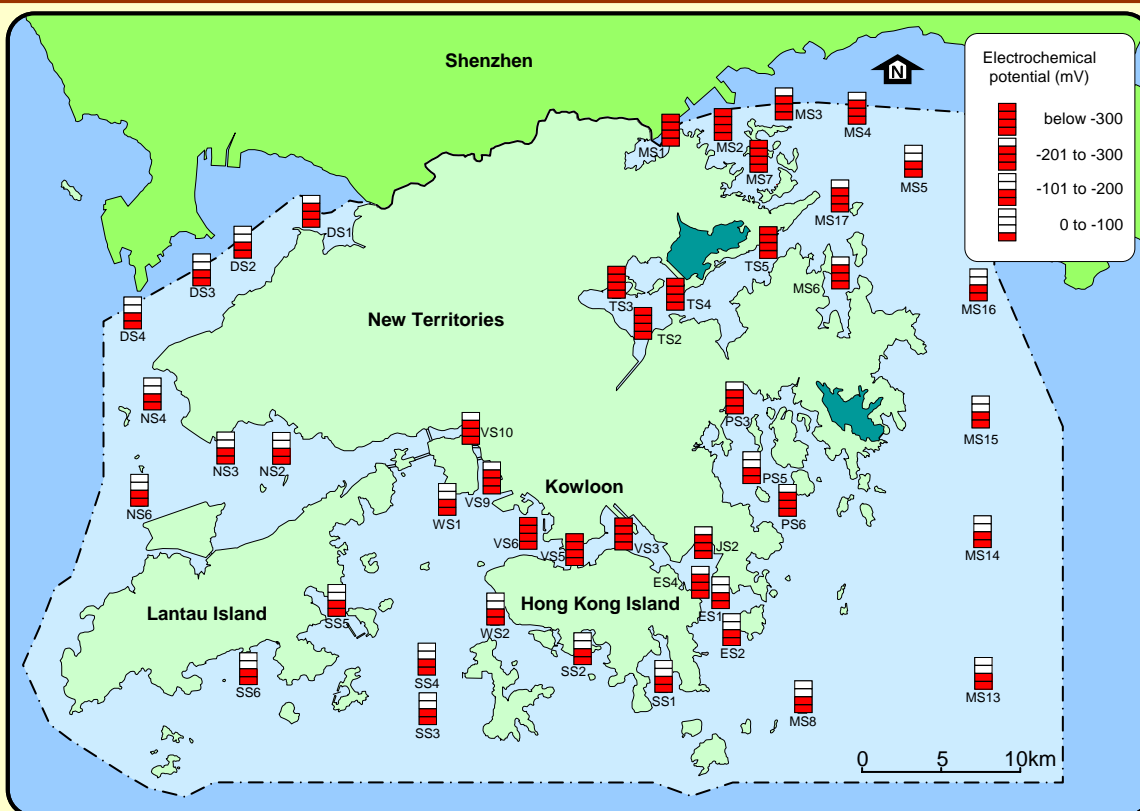 Shenzhen
N
Electrochemical
potential (mV)
below -300
-201 to -300
-101 to -200
0 to -100
MS1
MS2
MS3
MS4
MS7
MS5
MS17
DS1
DS2
DS3
DS4
TS5
TS3
TS4
TS2
MS6
MS16
New Territories
NS4
NS3
NS2
NS6
VS10
VS9
WS1
Kowloon
PS3
PS5
PS6
MS15
MS14
VS6
VS5
VS3
JS2
ES4
ES1
ES2
Lantau Island
Hong Kong Island
SS5
WS2
SS2
SS1
SS6
SS4
SS3
MS8
MS13
0 5 10km